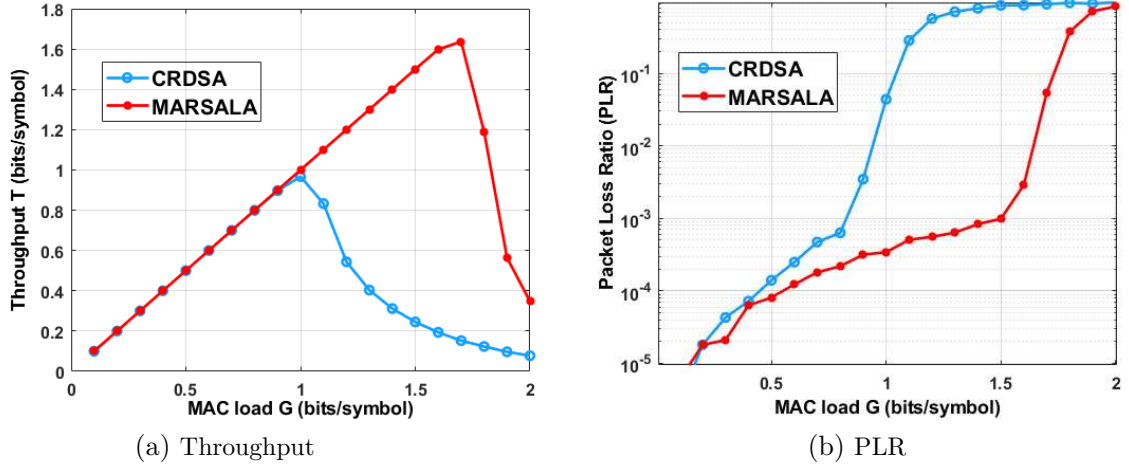 1.8
1.6
1.4
1.2
1
0.8
0.6
0.4
0.2
0
Throughput T (bits/symbol)
CRDSA
MARSALA
0 0.5 1 1.5 2
MAC load G (bits/symbol)
(a) Throughput
10^-1
10^-2
10^-3
10^-4
10^-5
Packet Loss Ratio (PLR)
CRDSA
MARSALA
0.5 1 1.5 2
MAC load G (bits/symbol)
(b) PLR